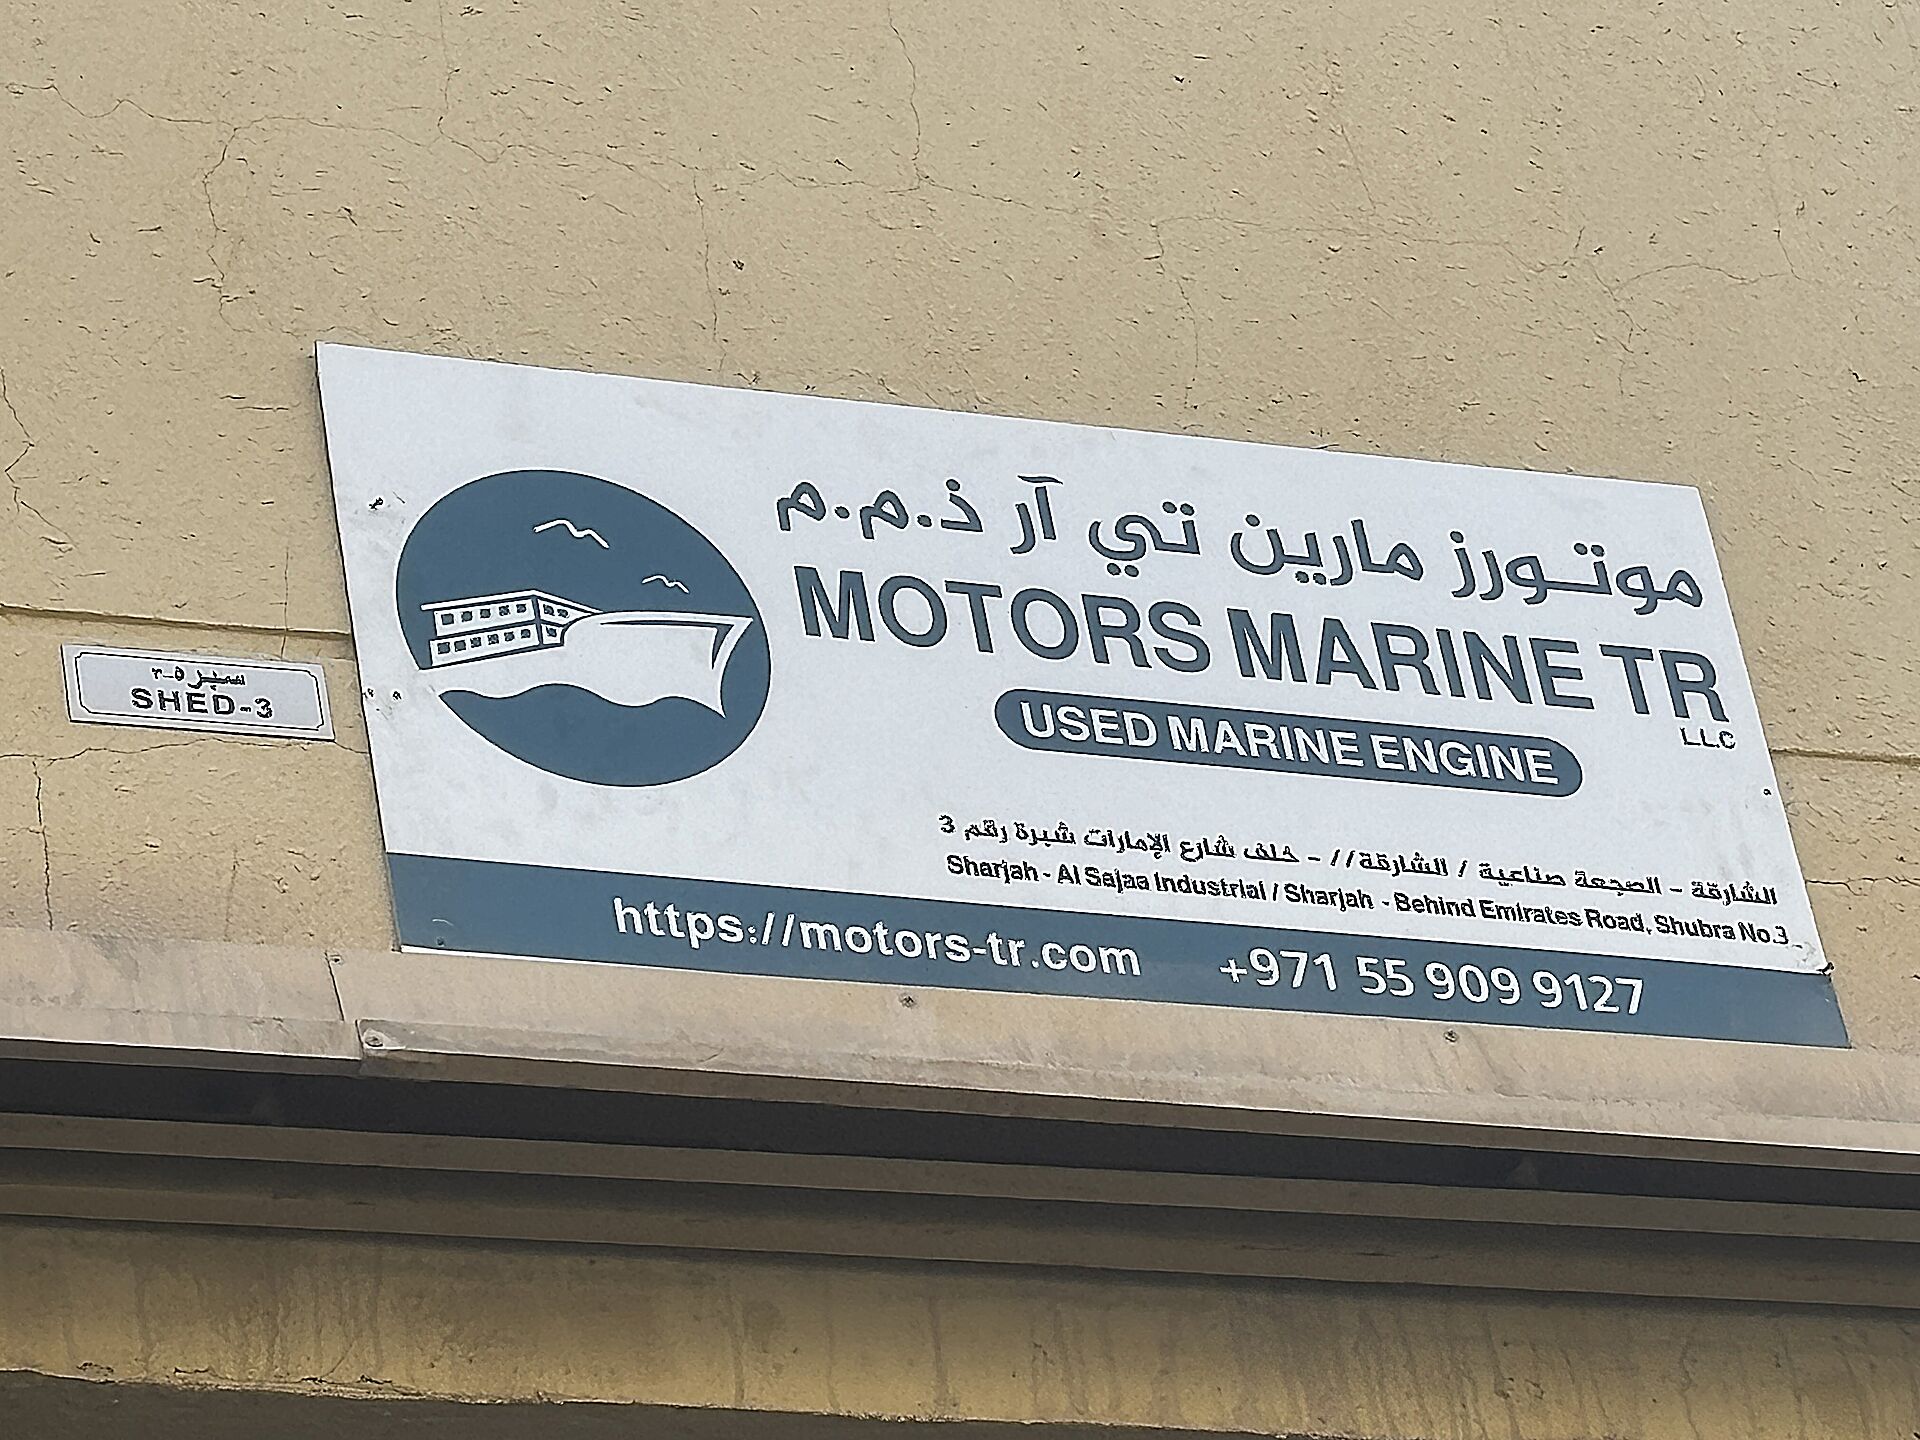 موتورز مارين تي آر ذ.م.م
MOTORS MARINE TR
LLC
USED MARINE ENGINE
الشارقة - الصجعة صناعية / الشارقة// - خلف شارع الإمارات شبرة رقم 3
Sharjah - Al Sajaa Industrial / Sharjah - Behind Emirates Road, Shubra No.3
https://motors-tr.com +971 55 909 9127
شبرة-٣
SHED-3